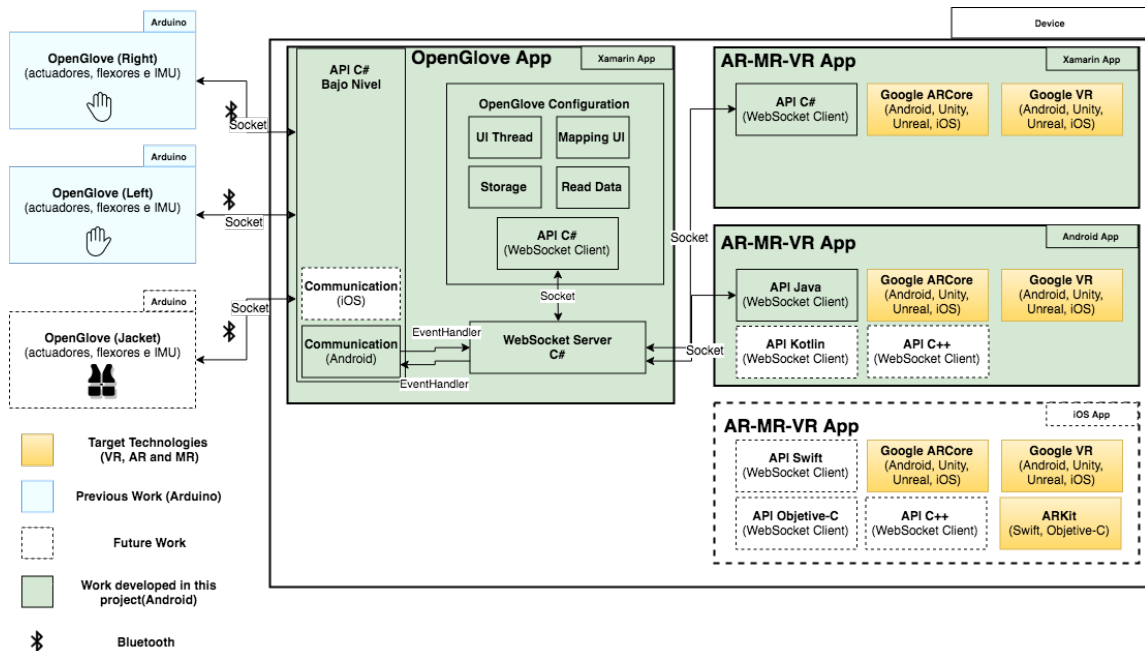 Arduino
OpenGlove (Right)
(actuadores, flexores e IMU)
Socket
Arduino
OpenGlove (Left)
(actuadores, flexores e IMU)
Socket
Arduino
OpenGlove (Jacket)
(actuadores, flexores e IMU)
Socket
Target Technologies
(VR, AR and MR)
Previous Work (Arduino)
Future Work
Work developed in this
project(Android)
Bluetooth
Device
OpenGlove App
Xamarin App
API C#
Bajo Nivel
Communication
(iOS)
Communication
(Android)
OpenGlove Configuration
UI Thread
Mapping UI
Storage
Read Data
API C#
(WebSocket Client)
Socket
EventHandler
WebSocket Server
C#
EventHandler
Socket
Socket
AR-MR-VR App
Xamarin App
API C#
(WebSocket Client)
Google ARCore
(Android, Unity,
Unreal, iOS)
Google VR
(Android, Unity,
Unreal, iOS)
AR-MR-VR App
Android App
API Java
(WebSocket Client)
Google ARCore
(Android, Unity,
Unreal, iOS)
Google VR
(Android, Unity,
Unreal, iOS)
API Kotlin
(WebSocket Client)
API C++
(WebSocket Client)
AR-MR-VR App
iOS App
API Swift
(WebSocket Client)
Google ARCore
(Android, Unity,
Unreal, iOS)
Google VR
(Android, Unity,
Unreal, iOS)
API Objetive-C
(WebSocket Client)
API C++
(WebSocket Client)
ARKit
(Swift, Objetive-C)